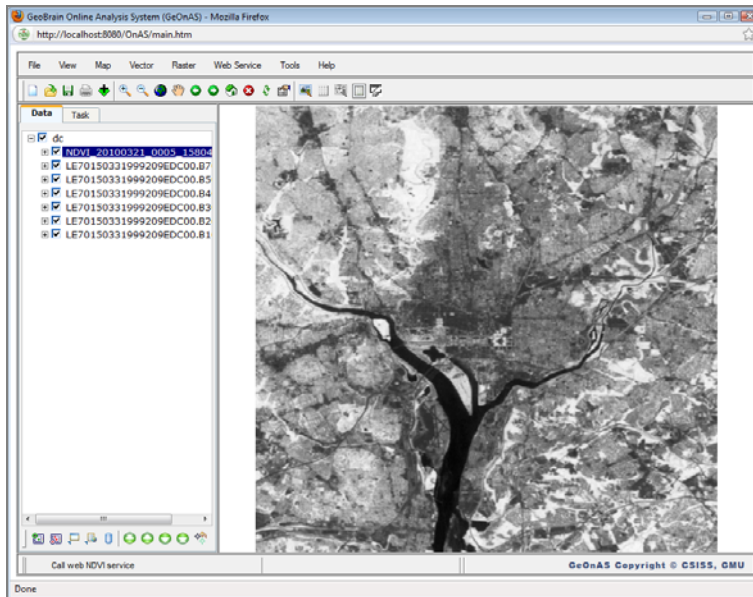 GeoBrain Online Analysis System (GeOnAS) - Mozilla Firefox
http://localhost:8080/OnAS/main.htm
File View Map Vector Raster Web Service Tools Help
Data Task
dc
NDVI_20100321_0005_15804
LE70150331999209EDC00.B7
LE70150331999209EDC00.B5
LE70150331999209EDC00.B4
LE70150331999209EDC00.B3
LE70150331999209EDC00.B2
LE70150331999209EDC00.B1
Call web NDVI service
GeOnAS Copyright © CSISS, GMU
Done